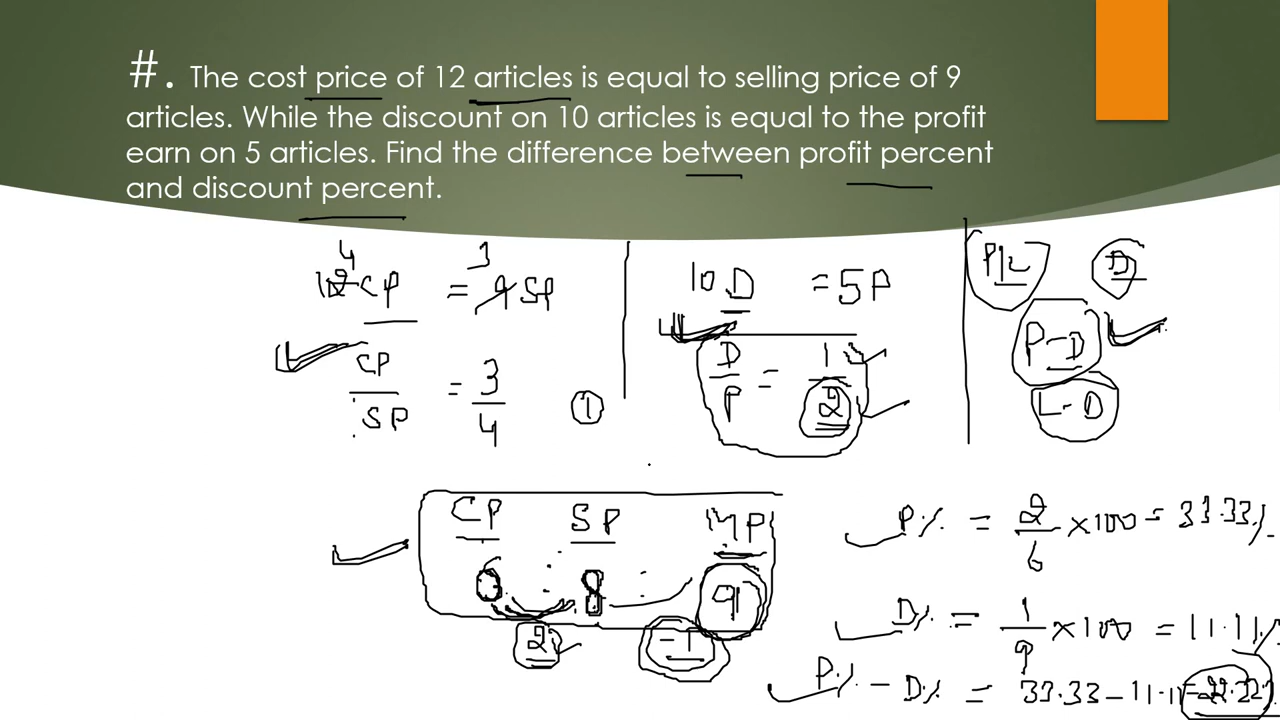 #. The cost price of 12 articles is equal to selling price of 9
articles. While the discount on 10 articles is equal to the profit
earn on 5 articles. Find the difference between profit percent
and discount percent.
4 3
12 CP = 9 SP
CP/SP = 3/4 ①
10 D = 5P
D/P = 1/2
P/L D
P-D
L-D
CP SP MP
8 9
2 -1
P% = 2/6 ×100 = 33.33%
D% = 1/9 ×100 = 11.11%
P% - D% = 33.33 - 11.11 = 22.22%